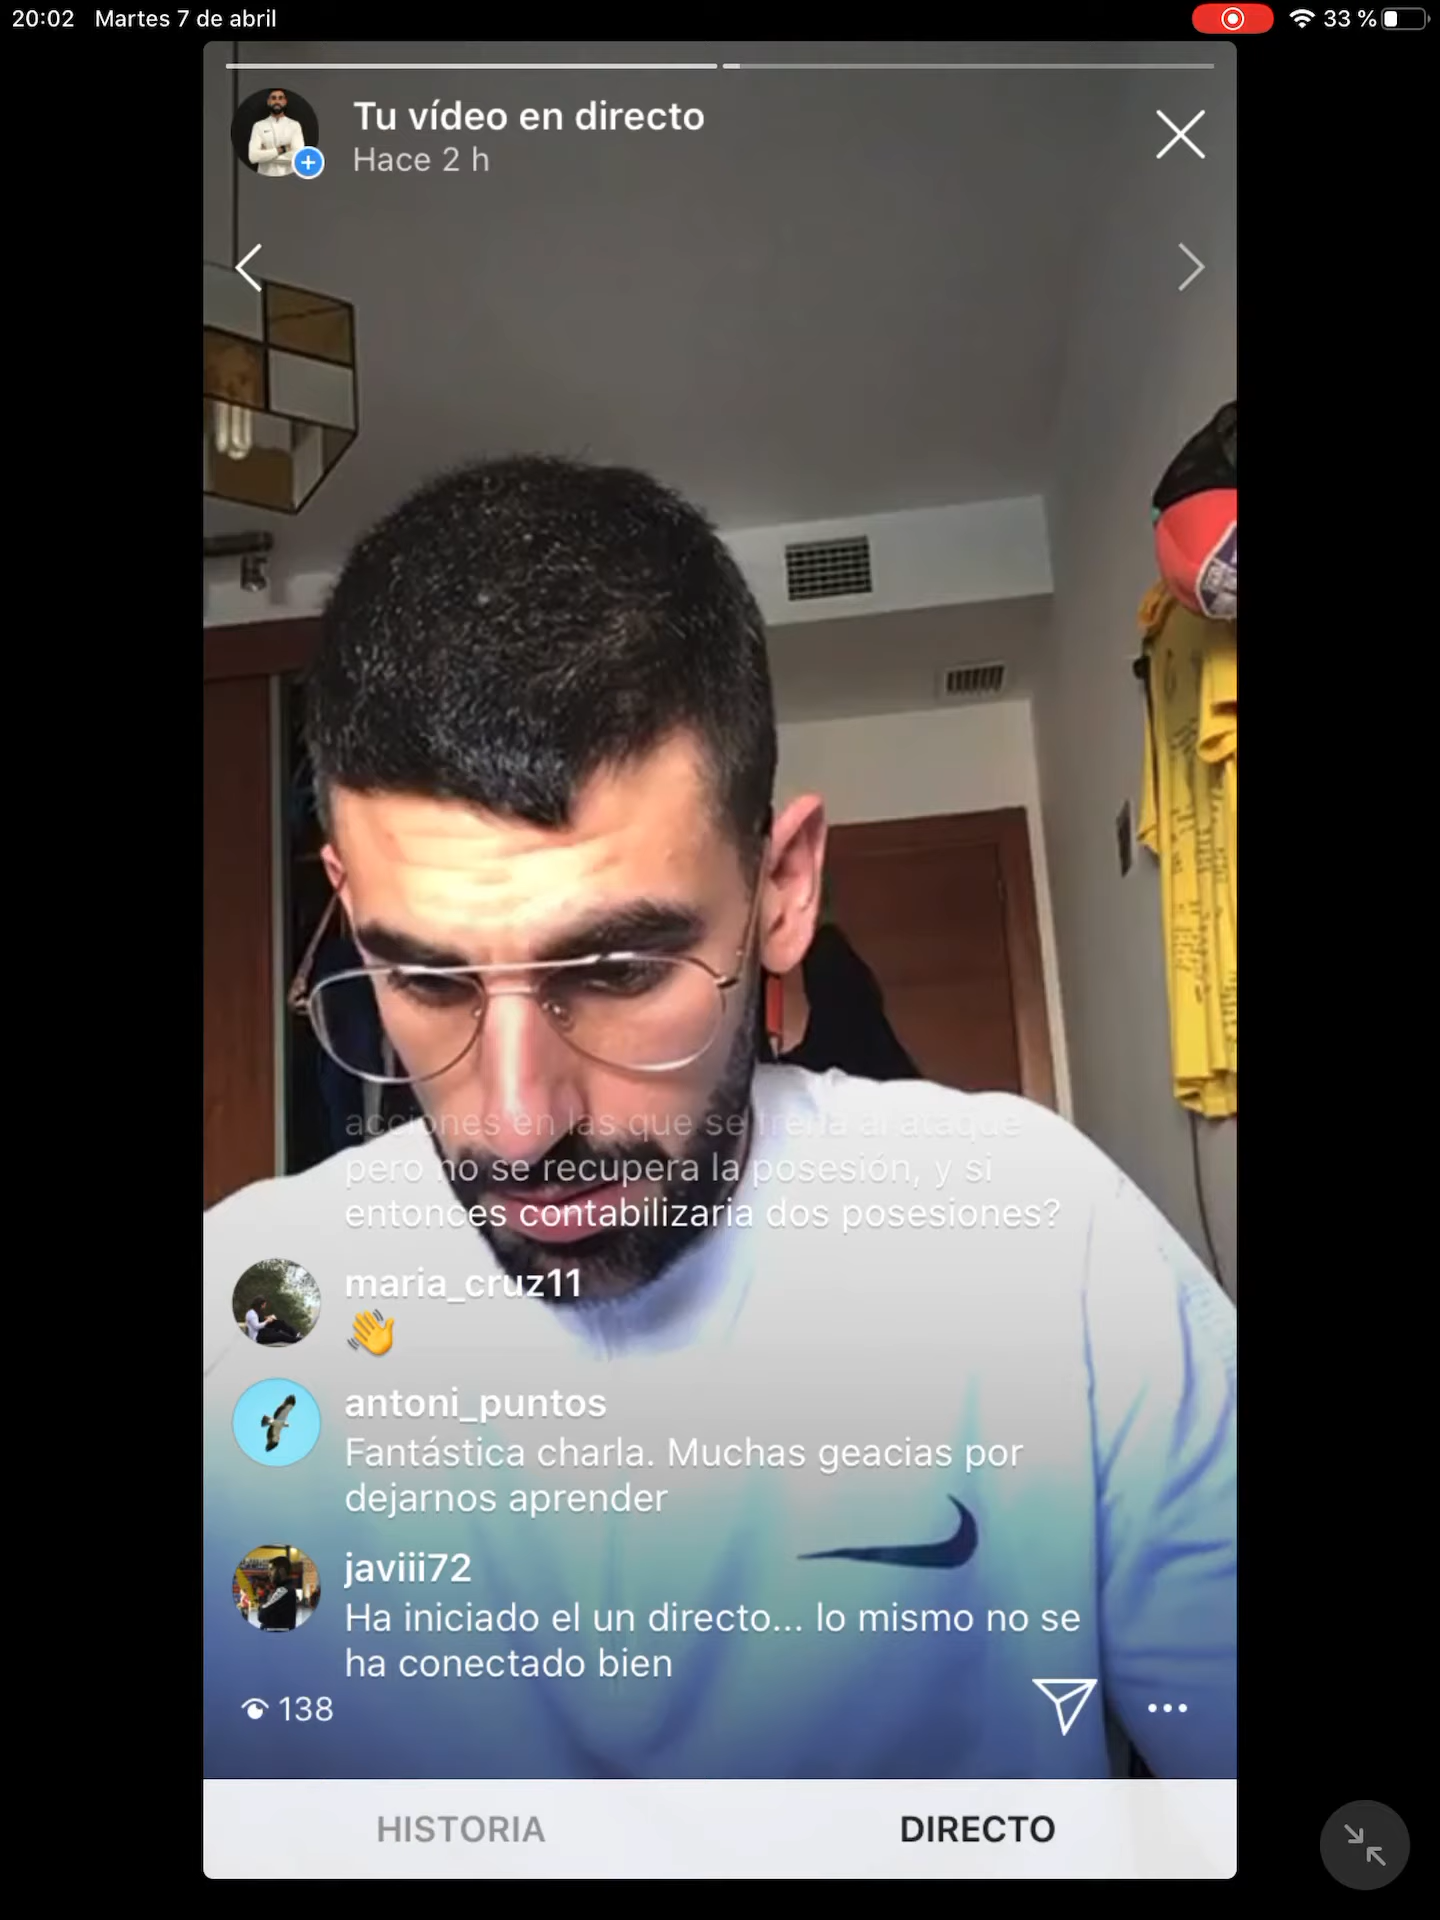 20:02 Martes 7 de abril
33 %
Tu vídeo en directo
Hace 2 h
acciones en las que se frena al ataque
pero no se recupera la posesión, y si
entonces contabilizaria dos posesiones?
maria_cruz11
👋
antoni_puntos
Fantástica charla. Muchas geacias por
dejarnos aprender
javiii72
Ha iniciado el un directo... lo mismo no se
ha conectado bien
138
HISTORIA
DIRECTO